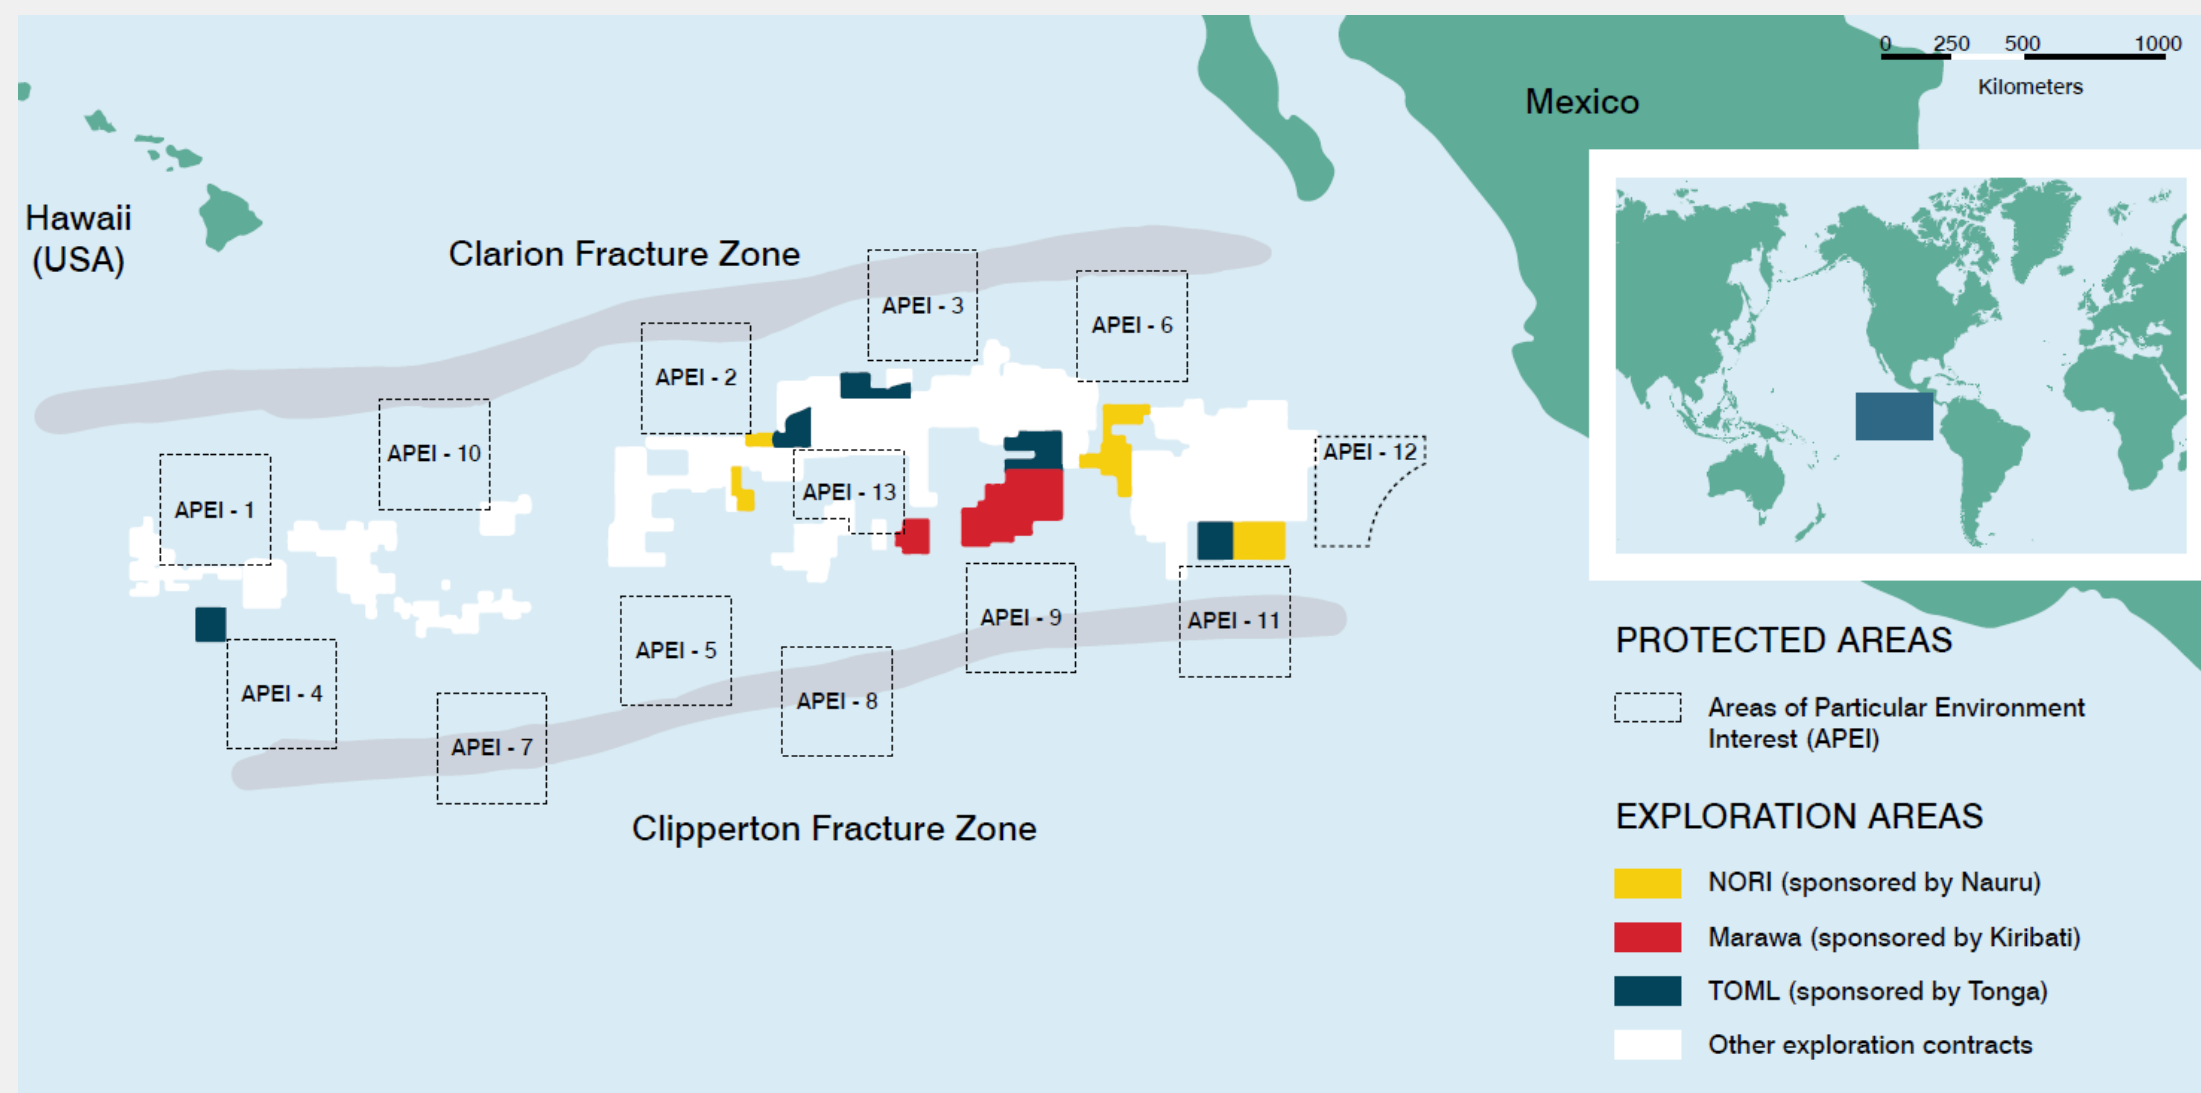 0 250 500 1000
Kilometers
Mexico
Hawaii
(USA)
Clarion Fracture Zone
APEI - 3
APEI - 6
APEI - 2
APEI - 10
APEI - 12
APEI - 13
APEI - 1
APEI - 9
APEI - 11
APEI - 5
APEI - 4
APEI - 8
APEI - 7
Clipperton Fracture Zone
PROTECTED AREAS
Areas of Particular Environment
Interest (APEI)
EXPLORATION AREAS
NORI (sponsored by Nauru)
Marawa (sponsored by Kiribati)
TOML (sponsored by Tonga)
Other exploration contracts